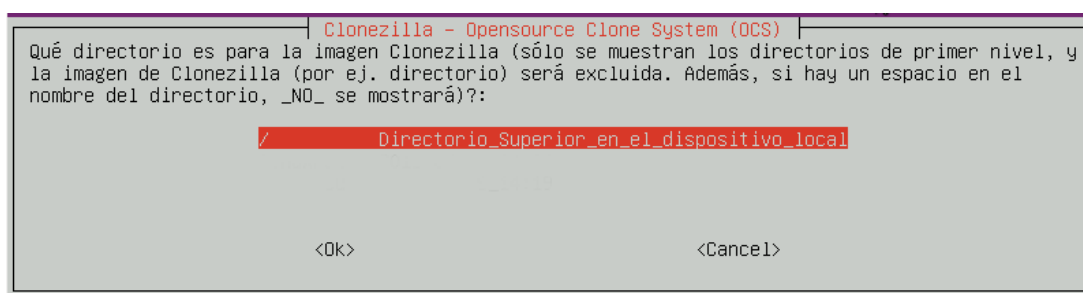 Clonezilla - Opensource Clone System (OCS)
Qué directorio es para la imagen Clonezilla (sólo se muestran los directorios de primer nivel, y
la imagen de Clonezilla (por ej. directorio) será excluida. Además, si hay un espacio en el
nombre del directorio, _NO_ se mostrará)?:
/ Directorio_Superior_en_el_dispositivo_local
<Ok> <Cancel>